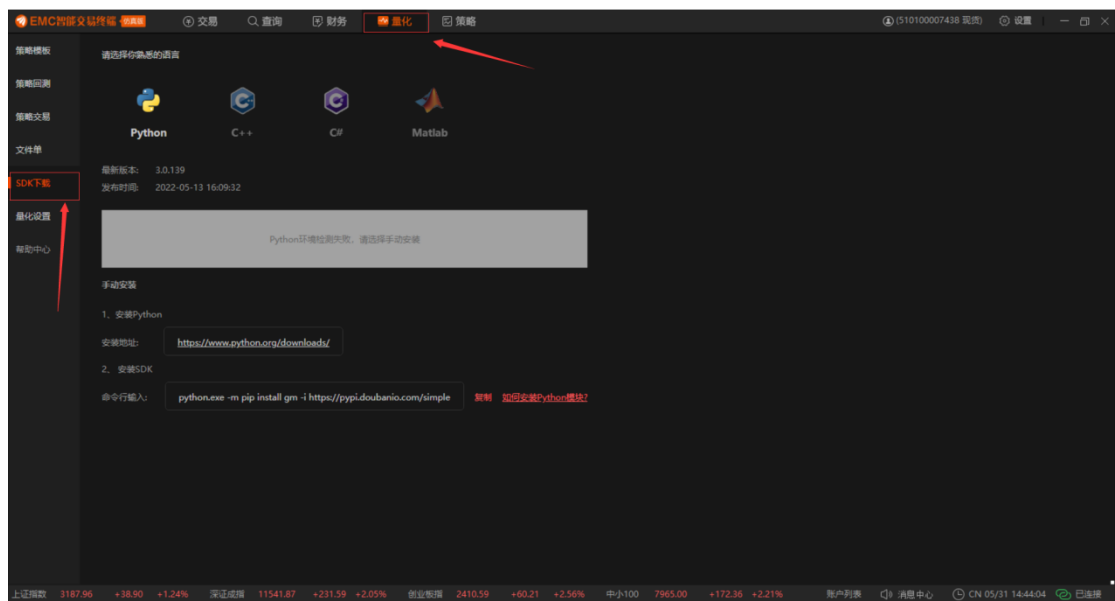 EMC智能交易终端 仿真版 交易 查询 财务 量化 策略 (510100007438 现货) 设置
策略模板
策略回测
策略交易
文件单
SDK下载
量化设置
帮助中心
请选择你熟悉的语言
Python C++ C# Matlab
最新版本: 3.0.139
发布时间: 2022-05-13 16:09:32
Python环境检测失败，请选择手动安装
手动安装
1、安装Python
安装地址: https://www.python.org/downloads/
2、 安装SDK
命令行输入: python.exe -m pip install gm -i https://pypi.doubanio.com/simple 复制 如何安装Python模块?
上证指数 3187.96 +38.90 +1.24% 深证成指 11541.87 +231.59 +2.05% 创业板指 2410.59 +60.21 +2.56% 中小100 7965.00 +172.36 +2.21% 账户列表 消息中心 CN 05/31 14:44:04 已连接